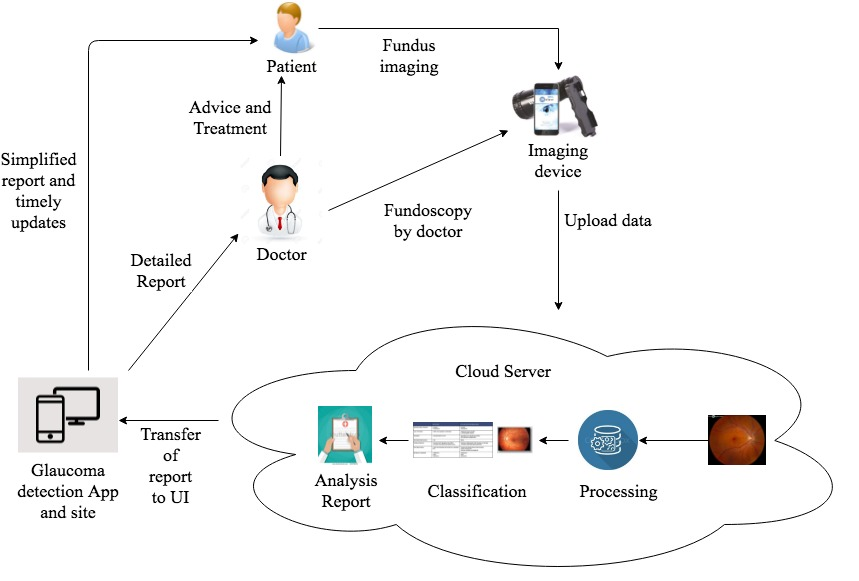 Patient
Fundus
imaging
Advice and
Treatment
Imaging
device
Simplified
report and
timely
updates
Fundoscopy
by doctor
Upload data
Doctor
Detailed
Report
Cloud Server
Transfer
of
report
to UI
Glaucoma
detection App
and site
Analysis
Report
Classification
Processing